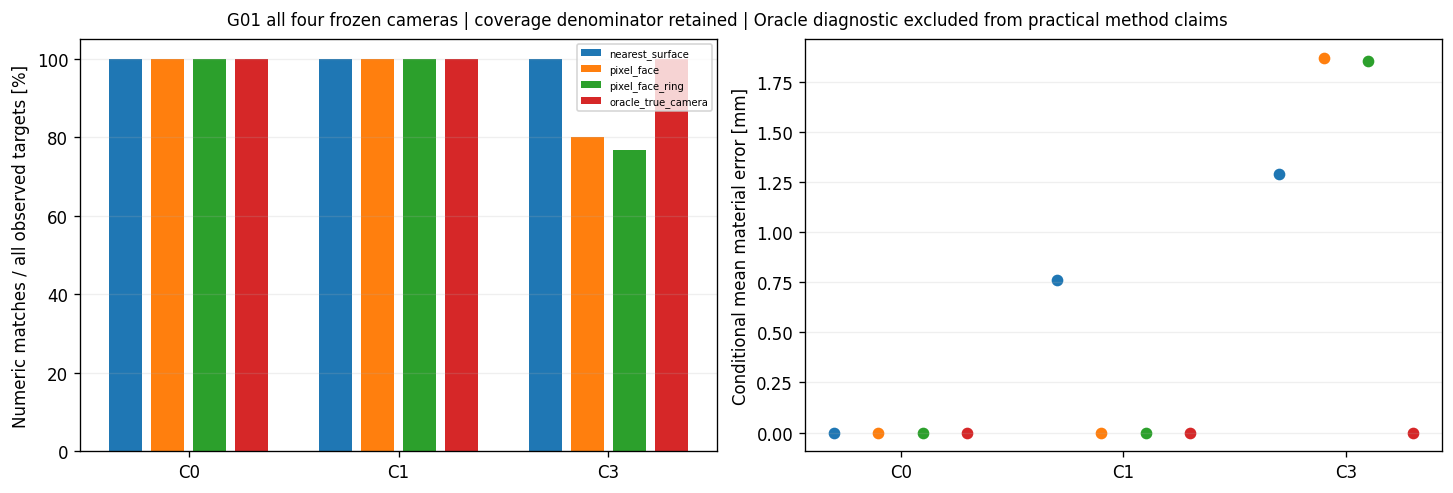 G01 all four frozen cameras | coverage denominator retained | Oracle diagnostic excluded from practical method claims
Numeric matches / all observed targets [%]
100
80
60
40
20
0
C0
C1
C3
nearest_surface
pixel_face
pixel_face_ring
oracle_true_camera
Conditional mean material error [mm]
1.75
1.50
1.25
1.00
0.75
0.50
0.25
0.00
C0
C1
C3